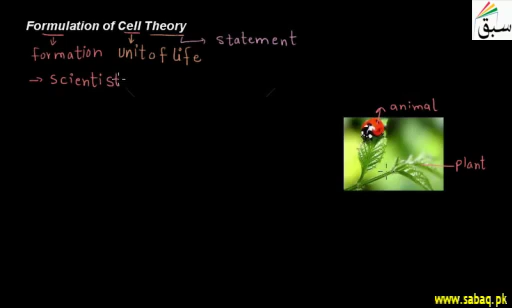 Formulation of Cell Theory
statement
formation unit of life
→ scientist
animal
plant
سبق
www.sabaq.pk